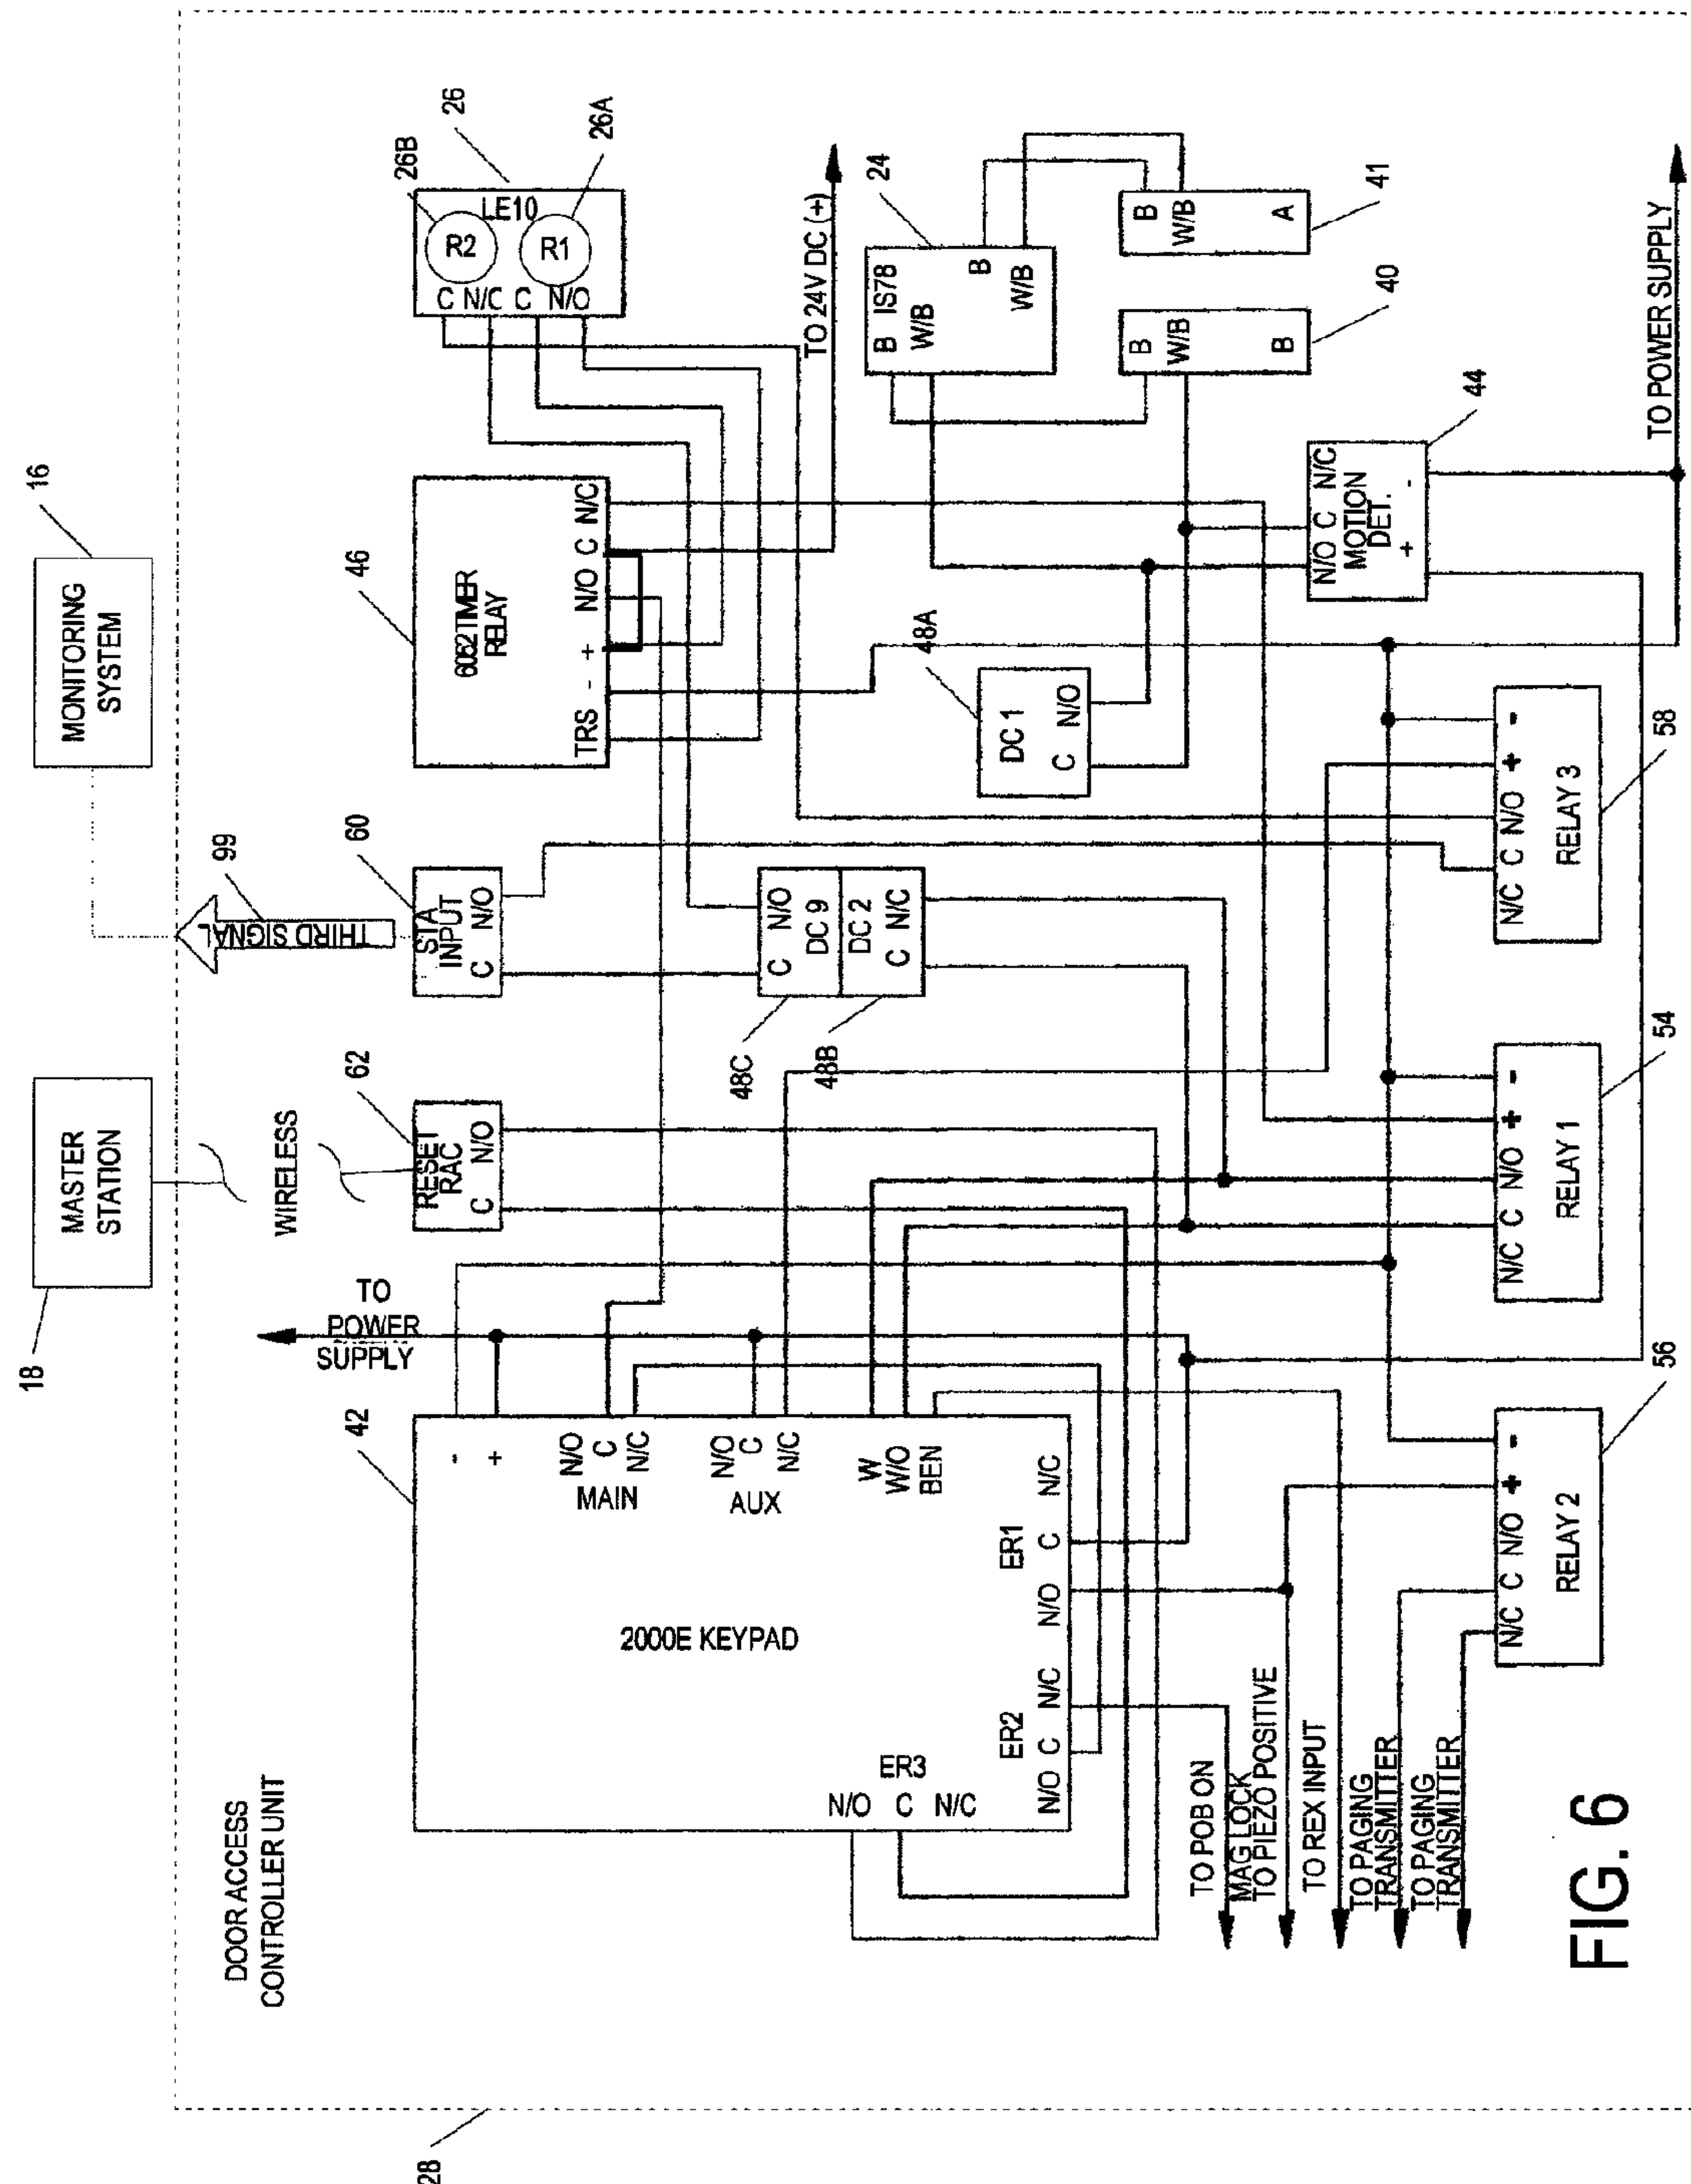 28
DOOR ACCESS
CONTROLLER UNIT
18
MASTER
STATION
WIRELESS
16
MONITORING
SYSTEM
THIRD SIGNAL
99
TO
POWER
SUPPLY
42
-
+
N/O
C
N/C
MAIN
N/O
C
N/C
AUX
W
W/O
BEN
2000E KEYPAD
ER3
N/O C N/C
ER2
N/O C N/C
ER1
N/O C N/C
62
RESET
RAC
C N/O
60
STA
INPUT
C N/O
46
6062 TIMER
RELAY
TRS - + N/O C N/C
26B
26
26A
LE10
R2
R1
C N/C C N/O
TO 24V DC (+)
48C
48B
C N/O
DC 9
DC 2
C N/C
48A
DC 1
C N/O
24
IS78
B
W/B
B
W/B
41
B
W/B
A
40
B
W/B
B
44
N/O C N/C
MOTION
DET.
+ -
TO POWER SUPPLY
TO POB ON
MAG LOCK
TO PIEZO POSITIVE
TO REX INPUT
TO PAGING
TRANSMITTER
TO PAGING
TRANSMITTER
56
N/C C N/O + -
RELAY 2
54
N/C C N/O + -
RELAY 1
58
N/C C N/O + -
RELAY 3
FIG. 6